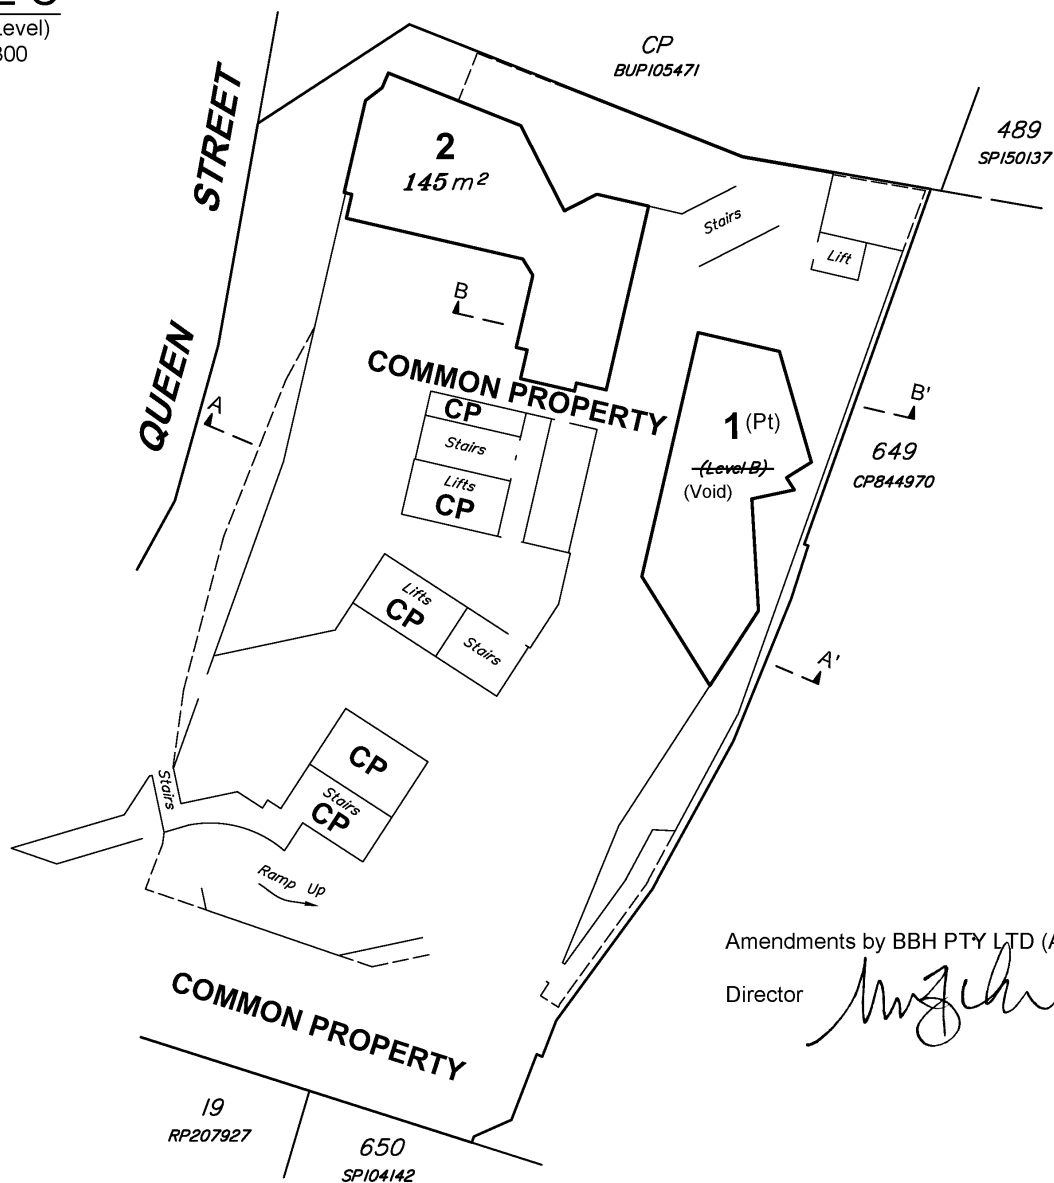 CP
BUP105471
489
SP150137
QUEEN STREET
2
145 m²
Stairs
Lift
B
A
COMMON PROPERTY
CP
Stairs
Lifts
CP
1 (Pt)
(Level B)
(Void)
B'
649
CP844970
Lifts
CP
Stairs
A'
CP
Stairs
CP
Stairs
Ramp Up
Amendments by BBH PTY LTD
Director
COMMON PROPERTY
19
RP207927
650
SP104142